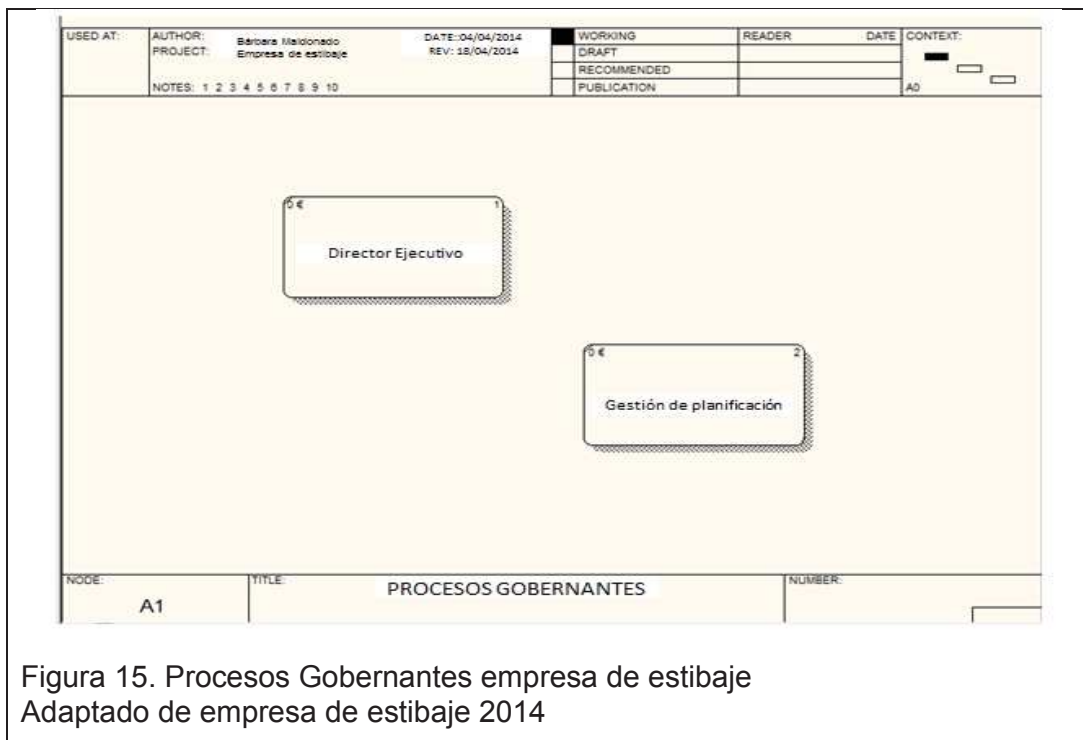 USED AT:
AUTHOR: Bárbara Maldonado
DATE: 04/04/2014
PROJECT: Empresa de estibaje
REV: 18/04/2014
NOTES: 1 2 3 4 5 6 7 8 9 10
WORKING
DRAFT
RECOMMENDED
PUBLICATION
READER DATE
CONTEXT:
A0
0 € 1
Director Ejecutivo
0 € 2
Gestión de planificación
NODE:
A1
TITLE:
PROCESOS GOBERNANTES
NUMBER:
Figura 15. Procesos Gobernantes empresa de estibaje
Adaptado de empresa de estibaje 2014